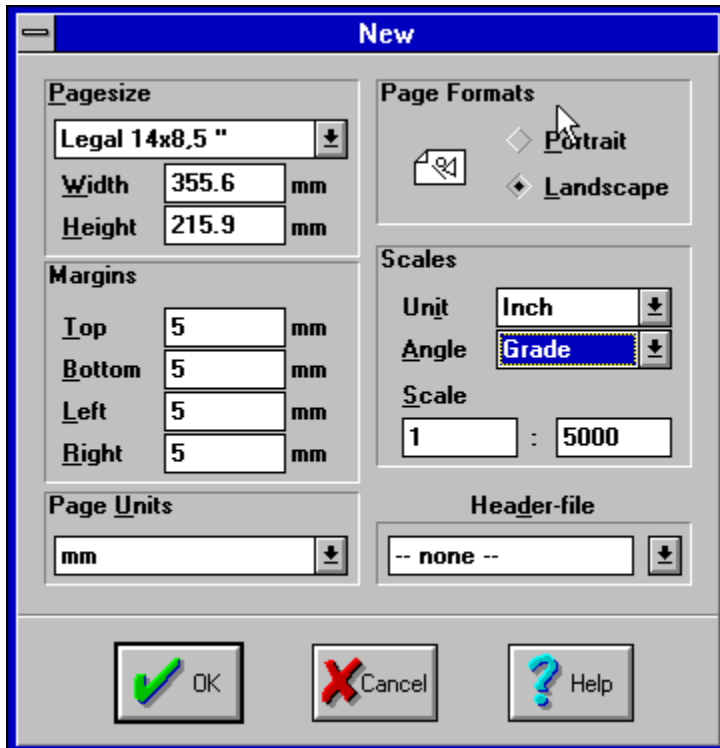 New
Pagesize
Legal 14x8,5 "
Width 355.6 mm
Height 215.9 mm
Margins
Top 5 mm
Bottom 5 mm
Left 5 mm
Right 5 mm
Page Units
mm
Page Formats
Portrait
Landscape
Scales
Unit Inch
Angle Grade
Scale
1 : 5000
Header-file
-- none --
OK Cancel Help